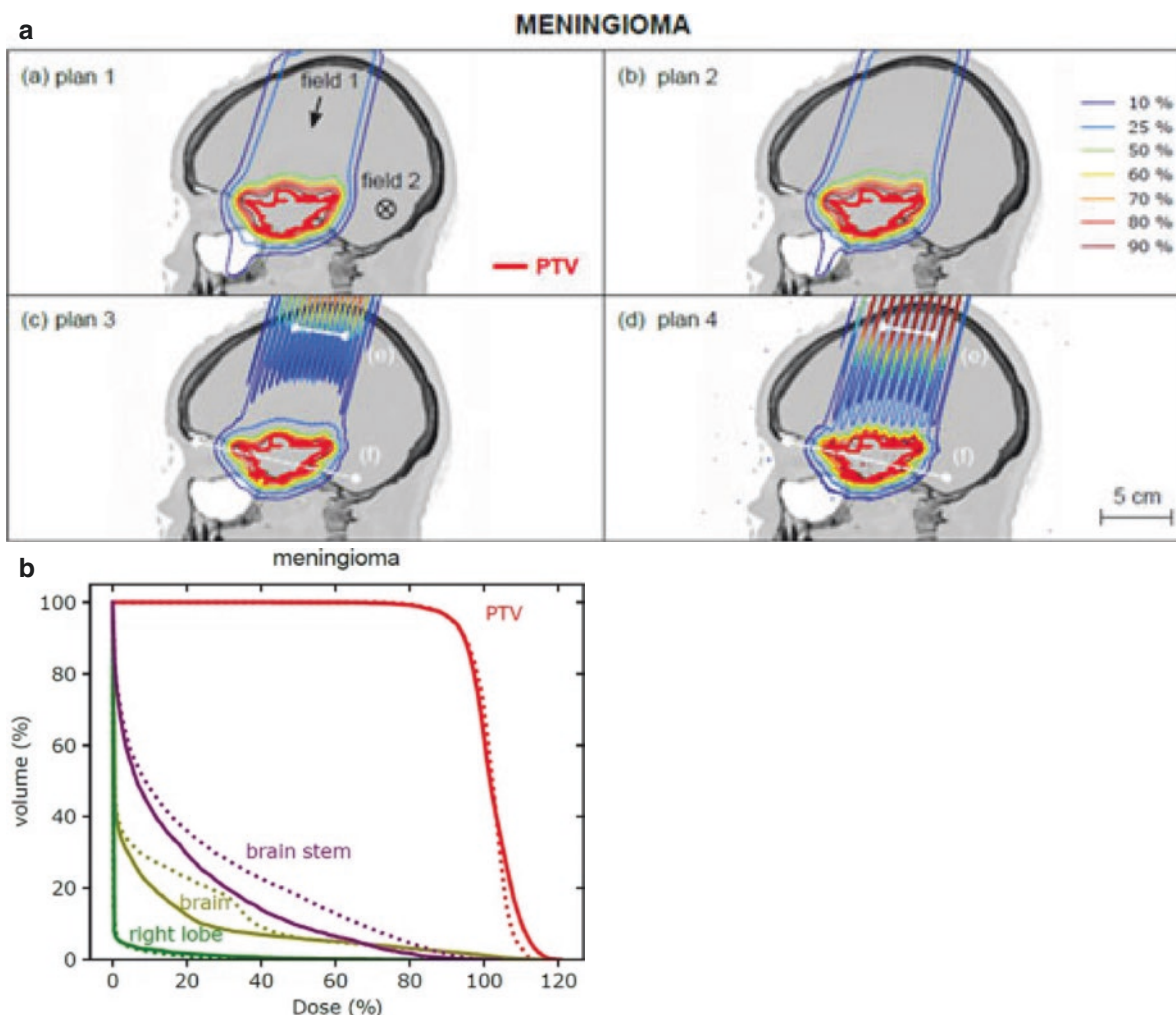 a
MENINGIOMA
(a) plan 1
field 1
field 2
PTV
(b) plan 2
10 %
25 %
50 %
60 %
70 %
80 %
90 %
(c) plan 3
(e)
(f)
(d) plan 4
(e)
(f)
5 cm
b
meningioma
volume (%)
100
80
60
40
20
0
PTV
brain stem
brain
right lobe
0 20 40 60 80 100 120
Dose (%)